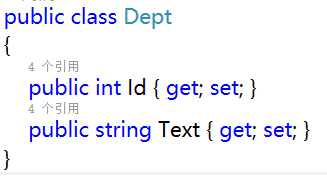 public class Dept
{
4 个引用
public int Id { get; set; }
4 个引用
public string Text { get; set; }
}